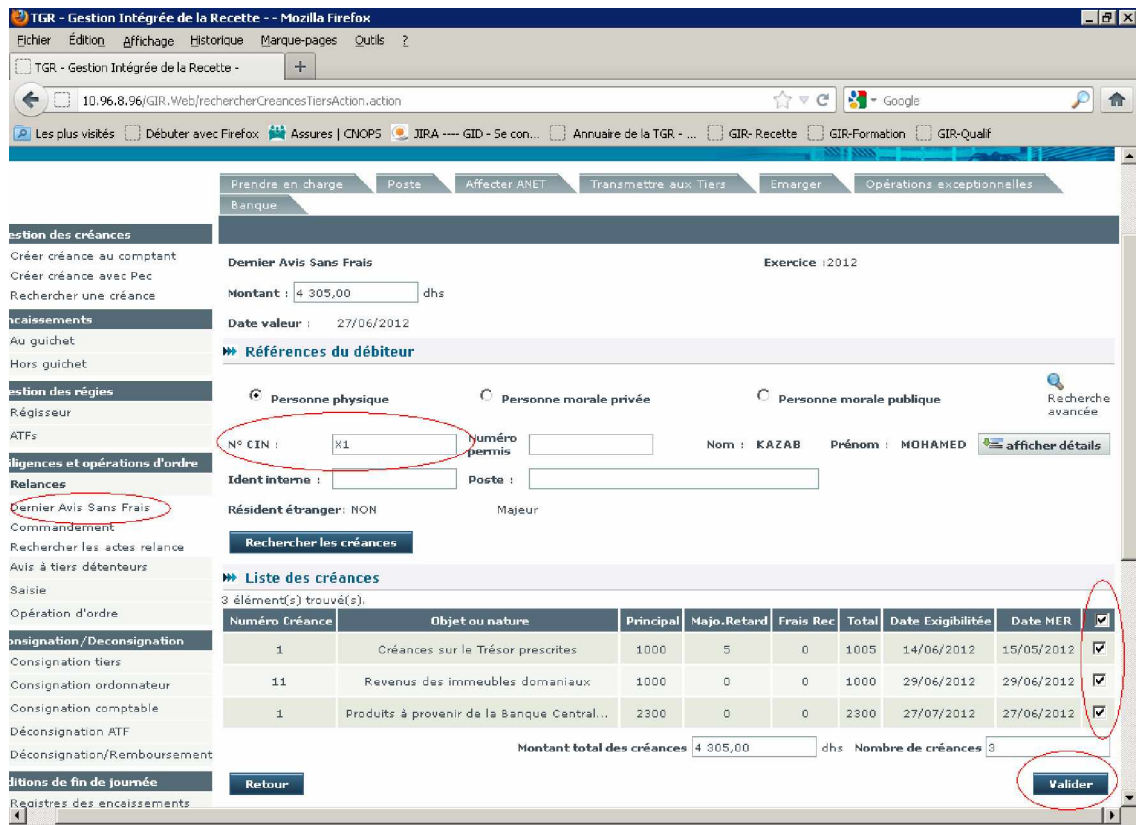 TGR - Gestion Intégrée de la Recette - - Mozilla Firefox
Fichier Édition Affichage Historique Marque-pages Outils ?
TGR - Gestion Intégrée de la Recette -
10.96.8.96/GIR.Web/rechercherCreancesTiersAction.action
Google
Les plus visités Débuter avec Firefox Assures | CNOPS JIRA ---- GID - Se con... Annuaire de la TGR - ... GIR- Recette GIR-Formation GIR-Qualif
Prendre en charge Poste Affecter ANET Transmettre aux Tiers Emarger Opérations exceptionnelles
Banque
estion des créances
Créer créance au comptant
Créer créance avec Pec
Rechercher une créance
ncaissements
Au guichet
Hors guichet
estion des régies
Régisseur
ATFs
iligences et opérations d'ordre
Relances
Dernier Avis Sans Frais
Commandement
Rechercher les actes relance
Avis à tiers détenteurs
Saisie
Opération d'ordre
onsignation/Deconsignation
Consignation tiers
Consignation ordonnateur
Consignation comptable
Déconsignation ATF
Déconsignation/Remboursement
ditions de fin de journée
Registres des encaissements
Dernier Avis Sans Frais Exercice :2012
Montant : 4 305,00 dhs
Date valeur : 27/06/2012
Références du débiteur
Personne physique Personne morale privée Personne morale publique
Recherche
avancée
N° CIN : X1 Numéro permis Nom : KAZAB Prénom : MOHAMED afficher détails
Ident interne : Poste :
Résident étranger: NON Majeur
Rechercher les créances
Liste des créances
3 élément(s) trouvé(s).
Numéro Créance Objet ou nature Principal Majo.Retard Frais Rec Total Date Exigibilitée Date MER
1 Créances sur le Trésor prescrites 1000 5 0 1005 14/06/2012 15/05/2012
11 Revenus des immeubles domaniaux 1000 0 0 1000 29/06/2012 29/06/2012
1 Produits à provenir de la Banque Central... 2300 0 0 2300 27/07/2012 27/06/2012
Montant total des créances 4 305,00 dhs Nombre de créances 3
Retour Valider